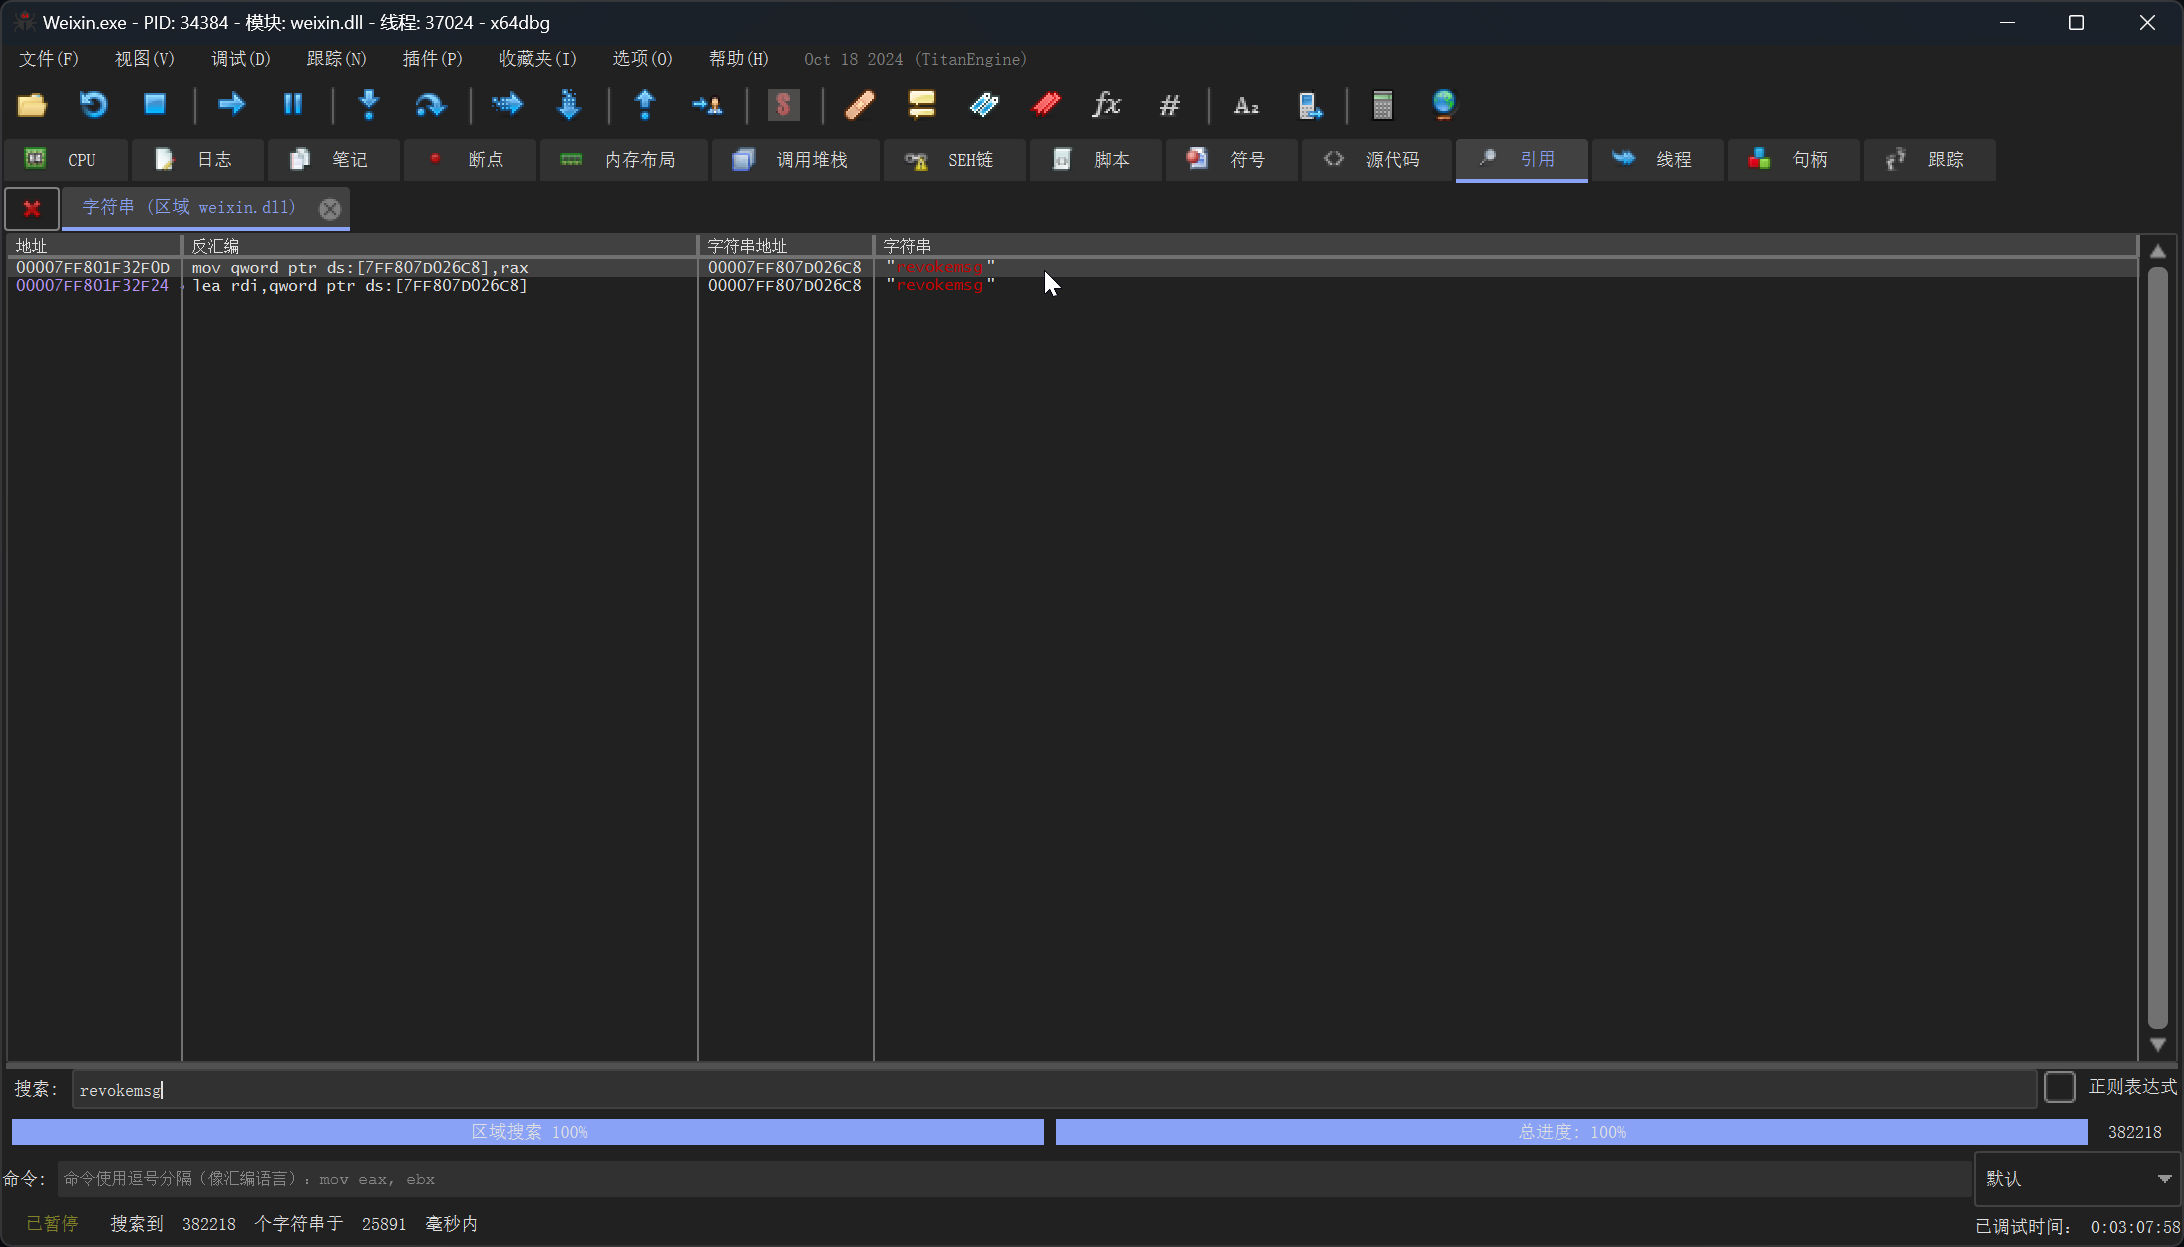 Weixin.exe - PID: 34384 - 模块: weixin.dll - 线程: 37024 - x64dbg
文件(F) 视图(V) 调试(D) 跟踪(N) 插件(P) 收藏夹(I) 选项(O) 帮助(H) Oct 18 2024 (TitanEngine)
CPU 日志 笔记 断点 内存布局 调用堆栈 SEH链 脚本 符号 源代码 引用 线程 句柄 跟踪
字符串 (区域 weixin.dll)
地址 反汇编 字符串地址 字符串
00007FF801F32F0D mov qword ptr ds:[7FF807D026C8],rax 00007FF807D026C8 "revokemsg"
00007FF801F32F24 lea rdi,qword ptr ds:[7FF807D026C8] 00007FF807D026C8 "revokemsg"
搜索: revokemsg 正则表达式
区域搜索 100% 总进度: 100% 382218
命令: 命令使用逗号分隔（像汇编语言）: mov eax, ebx 默认
已暂停 搜索到 382218 个字符串于 25891 毫秒内 已调试时间: 0:03:07:58